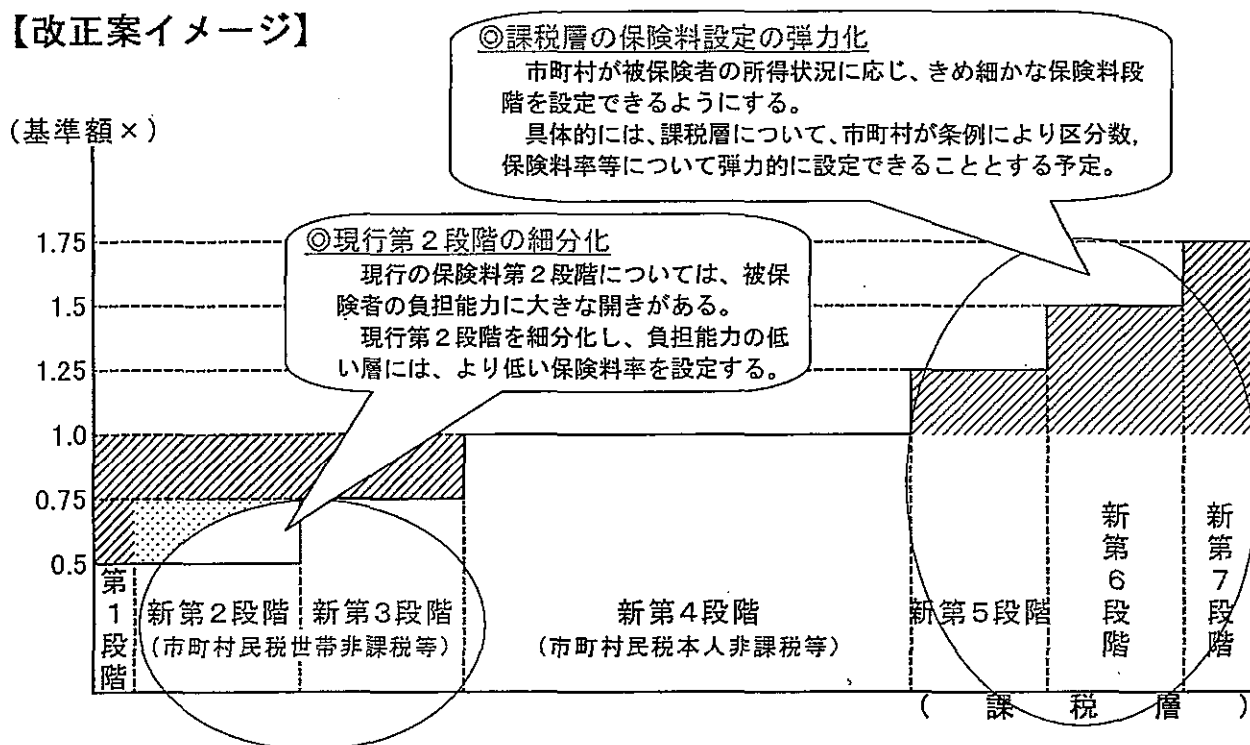 【改正案イメージ】
◎課税層の保険料設定の弾力化
市町村が被保険者の所得状況に応じ、きめ細かな保険料段
階を設定できるようにする。
具体的には、課税層について、市町村が条例により区分数,
保険料率等について弾力的に設定できることとする予定。
(基準額×)
◎現行第2段階の細分化
現行の保険料第2段階については、被保
険者の負担能力に大きな開きがある。
現行第2段階を細分化し、負担能力の低
い層には、より低い保険料率を設定する。
1.75
1.5
1.25
1.0
0.75
0.5
第1段階
新第2段階
新第3段階
(市町村民税世帯非課税等)
新第4段階
(市町村民税本人非課税等)
新第5段階
新第6段階
新第7段階
(課税層)